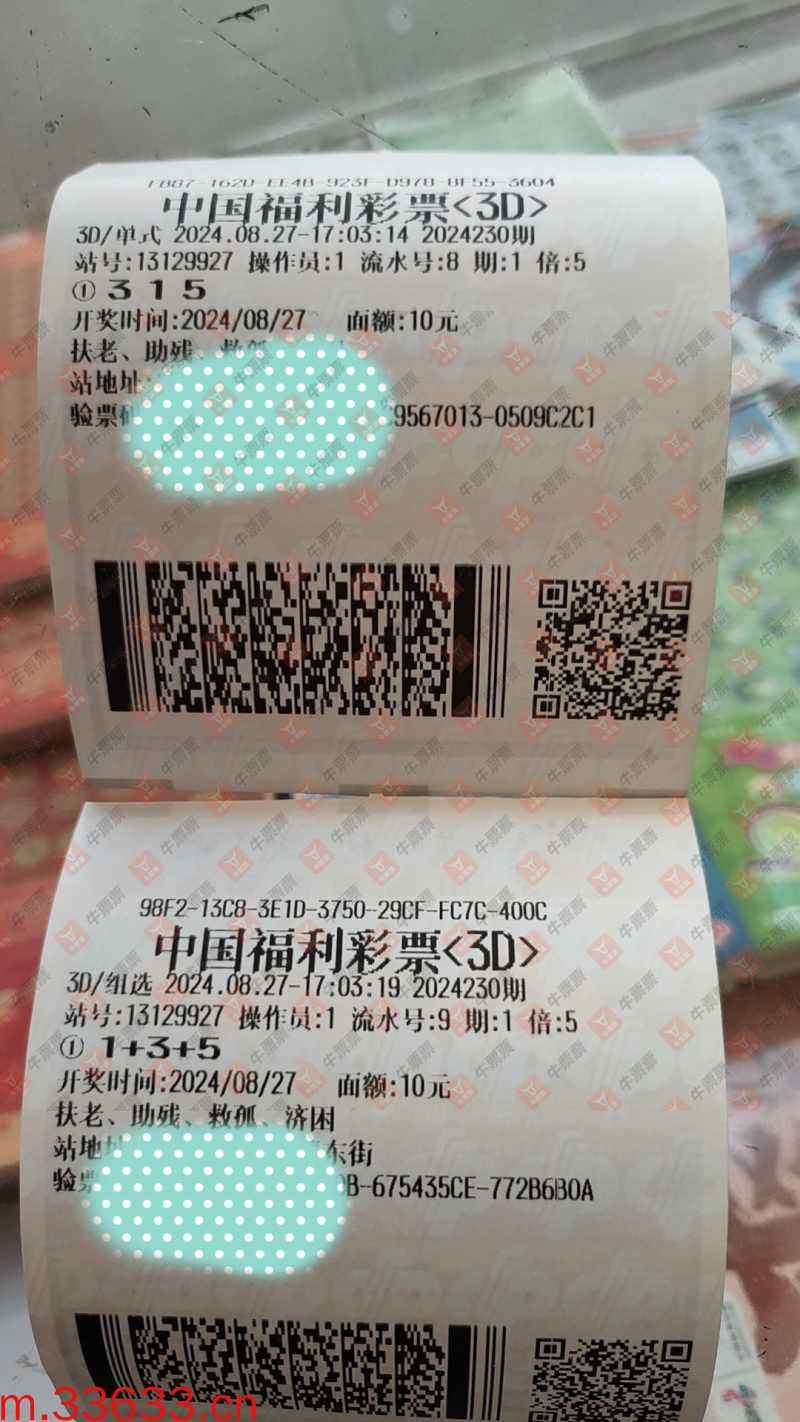 F887-162D-EE4B-923F-D978-8F55-3604
中国福利彩票<3D>
3D/单式 2024.08.27-17:03:14 2024230期
站号:13129927 操作员:1 流水号:8 期:1 倍:5
① 3 1 5
开奖时间:2024/08/27 面额:10元
扶老、助残、救孤
站地址:
验票 9567013-0509C2C1
98F2-13C8-3E1D-3750-29CF-FC7C-400C
中国福利彩票<3D>
3D/组选 2024.08.27-17:03:19 2024230期
站号:13129927 操作员:1 流水号:9 期:1 倍:5
① 1+3+5
开奖时间:2024/08/27 面额:10元
扶老、助残、救孤、济困
站地 东街
验票 B-675435CE-772B6B0A
m.33633.cn
牛票票